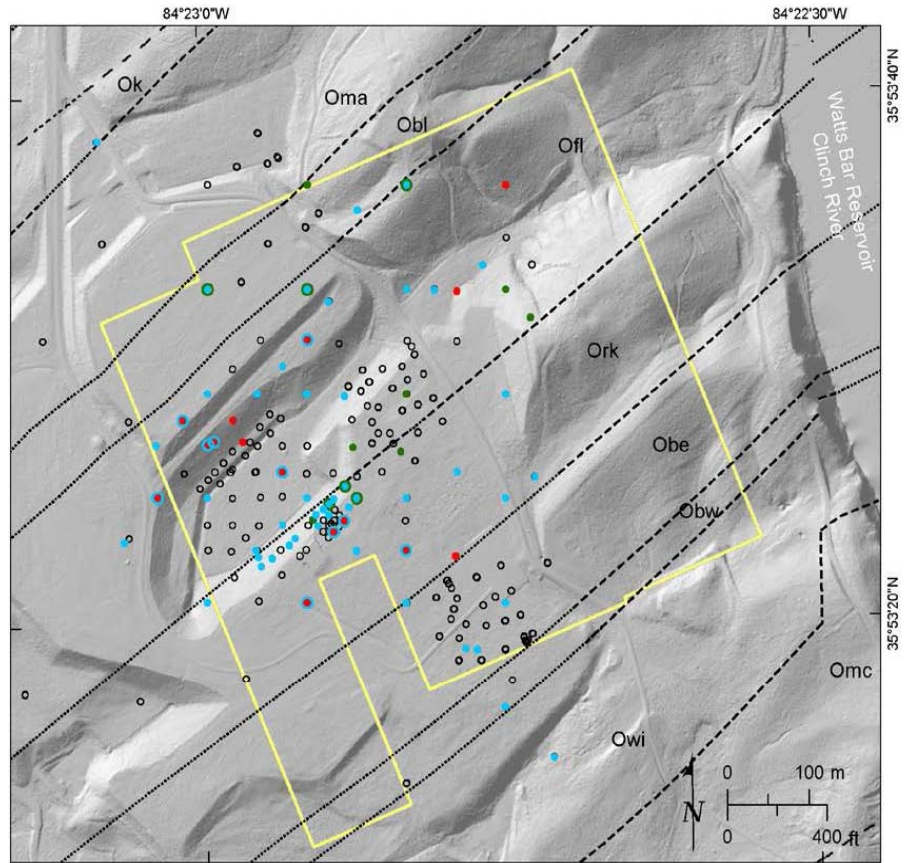 84°23'0"W
84°22'30"W
35°53'40"N
Ok
Oma
Obl
Ofl
Watts Bar Reservoir
Clinch River
Ork
Obe
Obw
35°53'20"N
Omc
Owi
N
0 100 m
0 400 ft